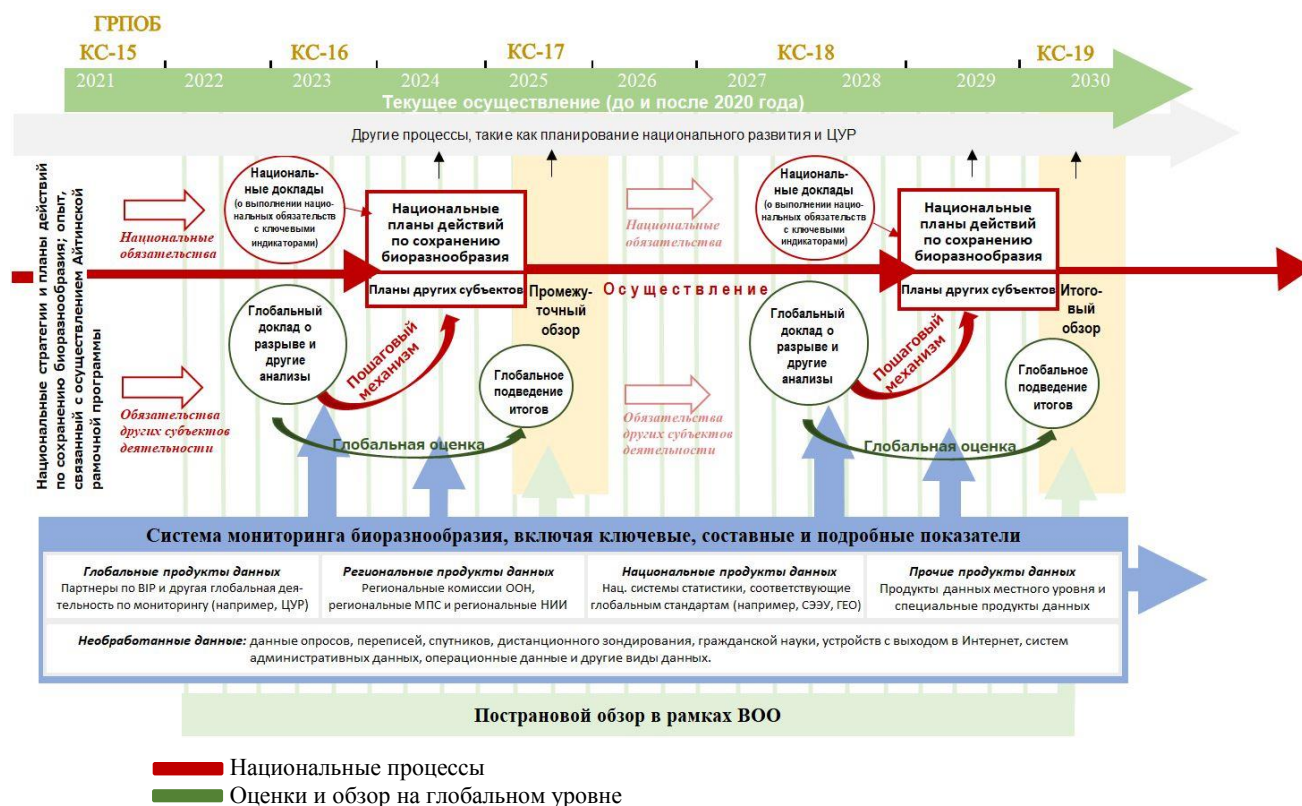 ГРПОБ
КС-15
КС-16
КС-17
КС-18
КС-19
2021
2022
2023
2024
2025
2026
2027
2028
2029
2030
Текущее осуществление (до и после 2020 года)
Другие процессы, такие как планирование национального развития и ЦУР
Национальные стратегии и планы действий
по сохранению биоразнообразия; опыт,
связанный с осуществлением Айтинской
рамочной программы
Национальные
обязательства
Националь-
ные доклады
(о выполнении нацио-
нальных обязательств
с ключевыми
индикаторами)
Национальные
планы действий
по сохранению
биоразнообразия
Планы других субъектов
Глобальный
доклад о
разрыве и
другие
анализы
Пошаговый
механизм
Обязательства
других субъектов
деятельности
Глобальная оценка
Промежу-
точный
обзор
Глобальное
подведение
итогов
Осуществление
Национальные
обязательства
Националь-
ные доклады
(о выполнении нацио-
нальных обязательств
с ключевыми
индикаторами)
Национальные
планы действий
по сохранению
биоразнообразия
Планы других субъектов
Глобальный
доклад о
разрыве и
другие
анализы
Пошаговый
механизм
Обязательства
других субъектов
деятельности
Глобальная оценка
Итого-
вый
обзор
Глобальное
подведение
итогов
Система мониторинга биоразнообразия, включая ключевые, составные и подробные показатели
Глобальные продукты данных
Партнеры по BIP и другая глобальная дея-
тельность по мониторингу (например, ЦУР)
Региональные продукты данных
Региональные комиссии ООН,
региональные МПС и региональные НИИ
Национальные продукты данных
Нац. системы статистики, соответствующие
глобальным стандартам (например, СЭЭУ, ГЕО)
Прочие продукты данных
Продукты данных местного уровня и
специальные продукты данных
Необработанные данные: данные опросов, переписей, спутников, дистанционного зондирования, гражданской науки, устройств с выходом в Интернет, систем
административных данных, операционные данные и другие виды данных.
Пострановой обзор в рамках ВОО
Национальные процессы
Оценки и обзор на глобальном уровне